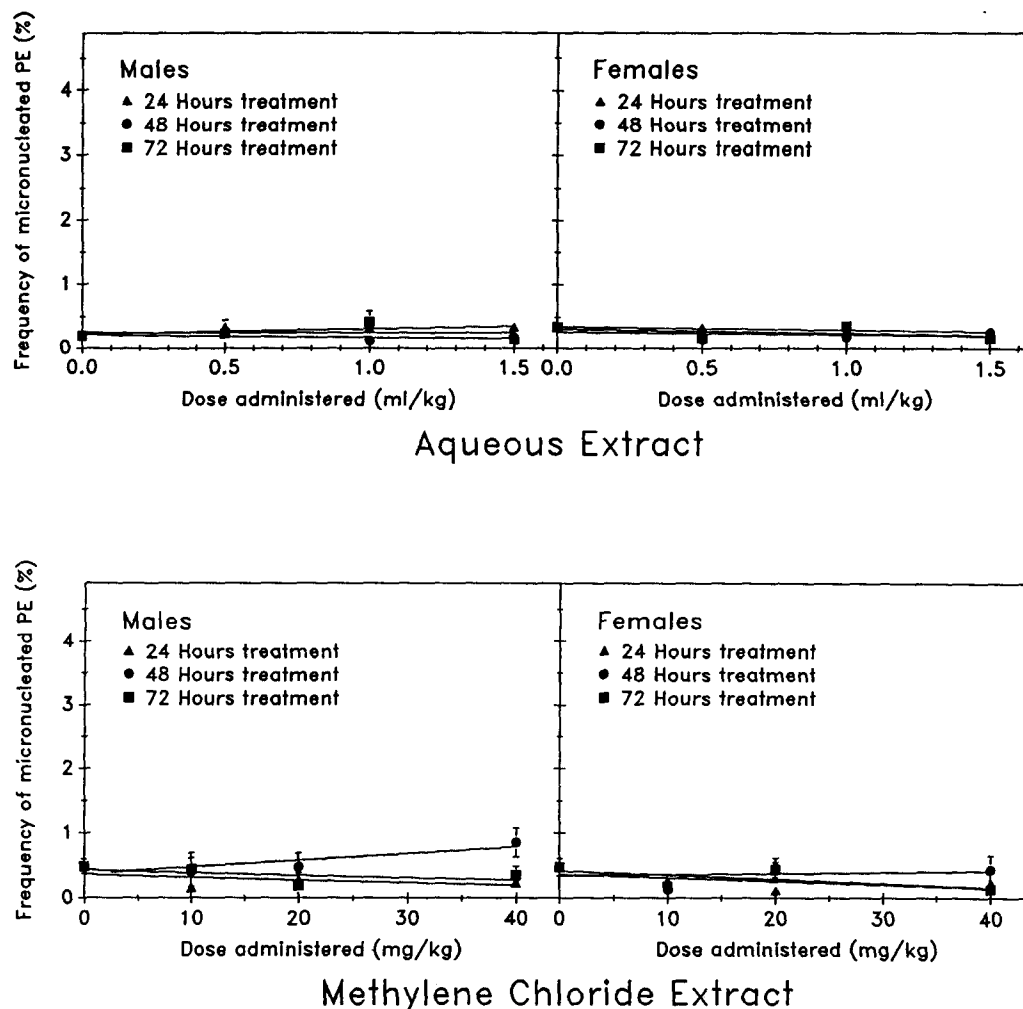 Frequency of micronucleated PE (%)
Males
▲ 24 Hours treatment
● 48 Hours treatment
■ 72 Hours treatment
Females
▲ 24 Hours treatment
● 48 Hours treatment
■ 72 Hours treatment
4
3
2
1
0
0.0 0.5 1.0 1.5 0.0 0.5 1.0 1.5
Dose administered (ml/kg) Dose administered (ml/kg)
Aqueous Extract
Frequency of micronucleated PE (%)
Males
▲ 24 Hours treatment
● 48 Hours treatment
■ 72 Hours treatment
Females
▲ 24 Hours treatment
● 48 Hours treatment
■ 72 Hours treatment
4
3
2
1
0
0 10 20 30 40 0 10 20 30 40
Dose administered (mg/kg) Dose administered (mg/kg)
Methylene Chloride Extract